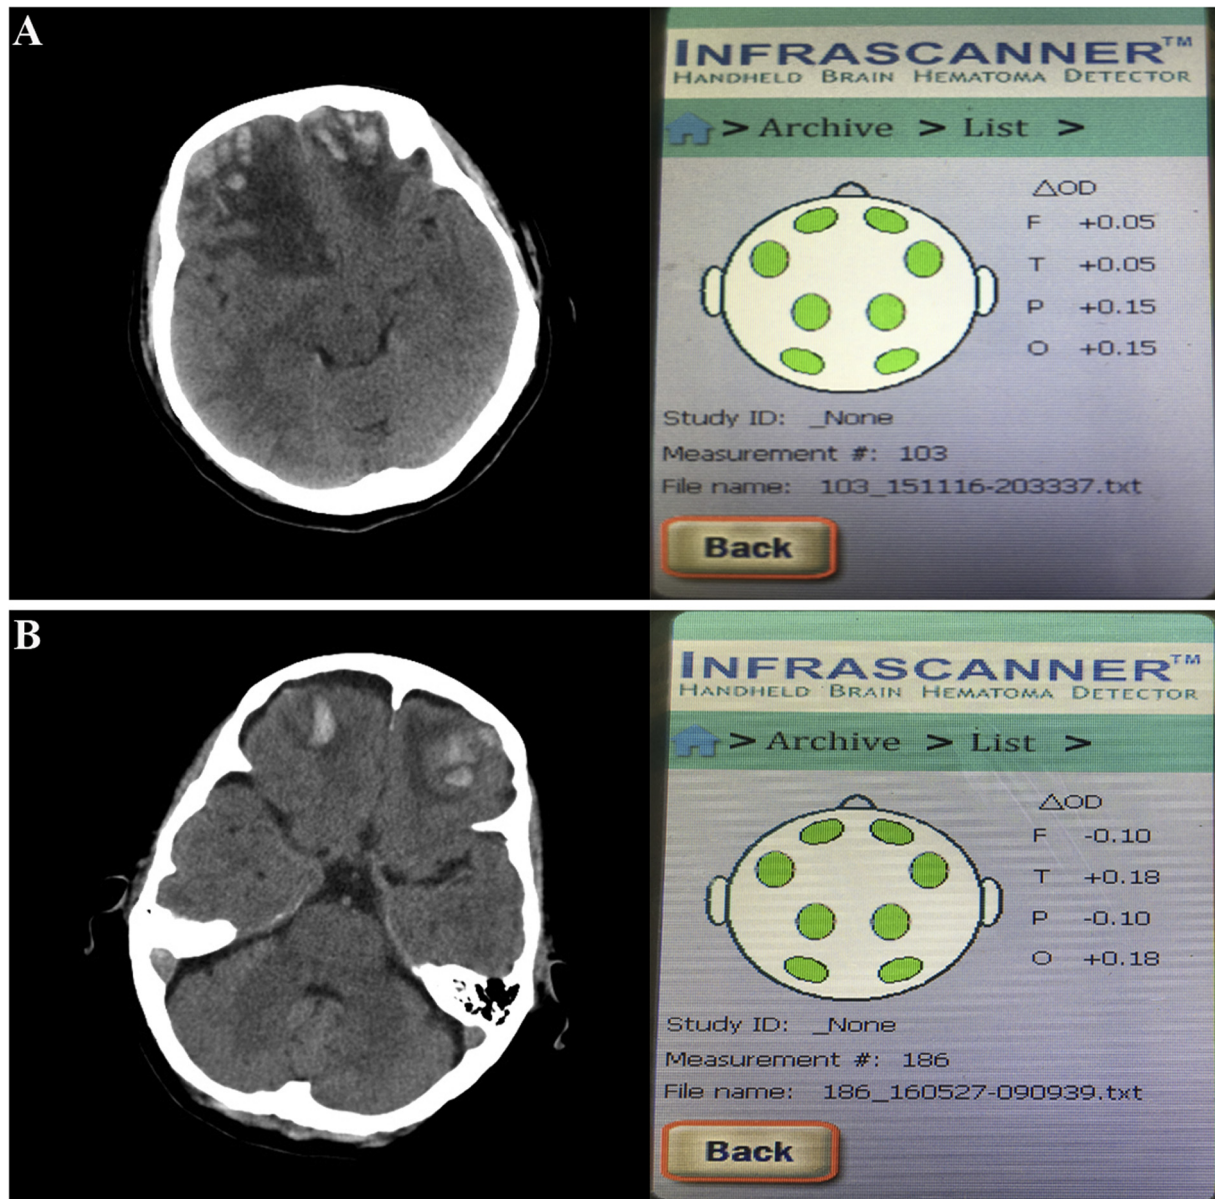 A
INFRASCANNER™
HANDHELD BRAIN HEMATOMA DETECTOR
> Archive > List >
△OD
F +0.05
T +0.05
P +0.15
O +0.15
Study ID: _None
Measurement #: 103
File name: 103_151116-203337.txt
Back
B
INFRASCANNER™
HANDHELD BRAIN HEMATOMA DETECTOR
> Archive > List >
△OD
F -0.10
T +0.18
P -0.10
O +0.18
Study ID: _None
Measurement #: 186
File name: 186_160527-090939.txt
Back